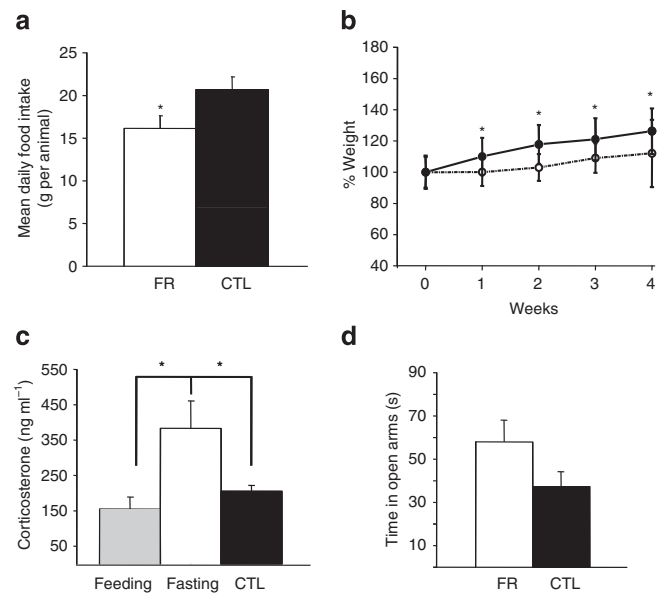 a
Mean daily food intake
(g per animal)
25
20
15
10
5
0
*
FR CTL
b
% Weight
180
160
140
120
100
80
60
40
* * * *
0 1 2 3 4
Weeks
c
Corticosterone (ng ml⁻¹)
550
450
350
250
150
50
* *
Feeding Fasting CTL
d
Time in open arms (s)
90
70
50
30
10
FR CTL